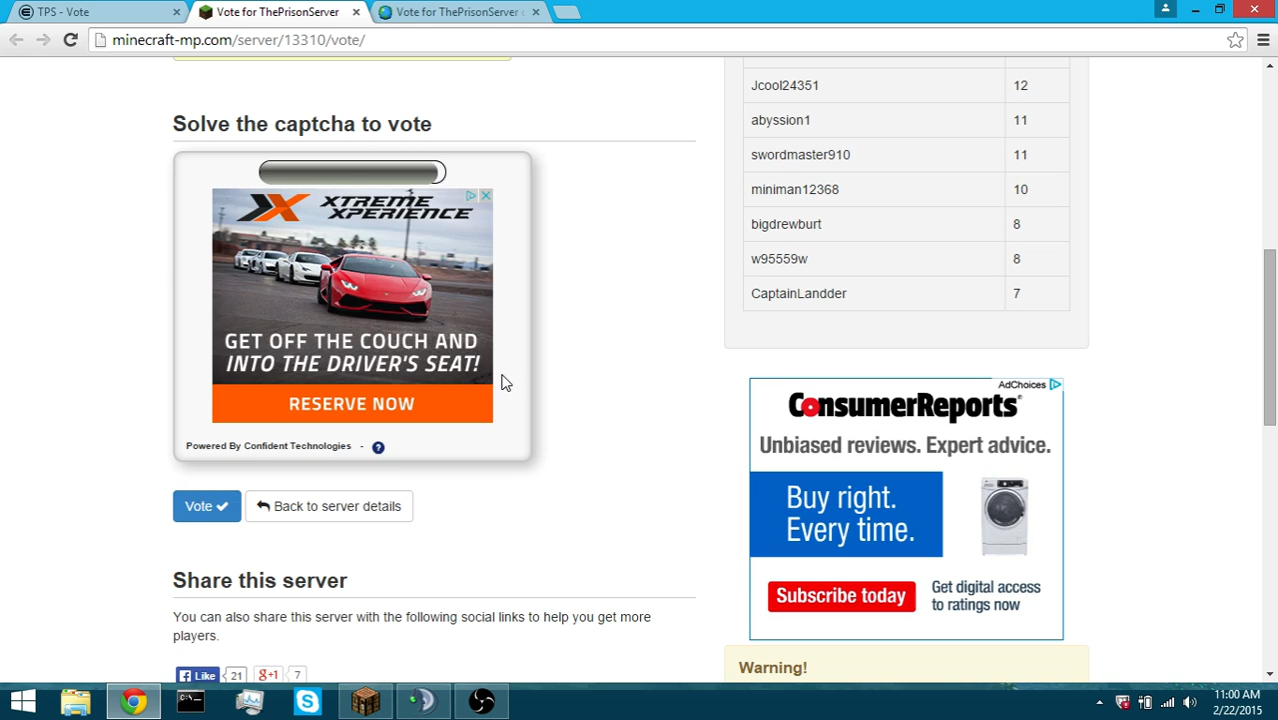 TPS - Vote
Vote for ThePrisonServer
Vote for ThePrisonServer
minecraft-mp.com/server/13310/vote/
Solve the captcha to vote
XTREME
XPERIENCE
GET OFF THE COUCH AND
INTO THE DRIVER'S SEAT!
RESERVE NOW
Powered By Confident Technologies - ?
Vote
Back to server details
Share this server
You can also share this server with the following social links to help you get more
players.
Like 21 g+1 7
Jcool24351 12
abyssion1 11
swordmaster910 11
miniman12368 10
bigdrewburt 8
w95559w 8
CaptainLandder 7
AdChoices
ConsumerReports®
Unbiased reviews. Expert advice.
Buy right.
Every time.
Subscribe today
Get digital access
to ratings now
Warning!
11:00 AM
2/22/2015